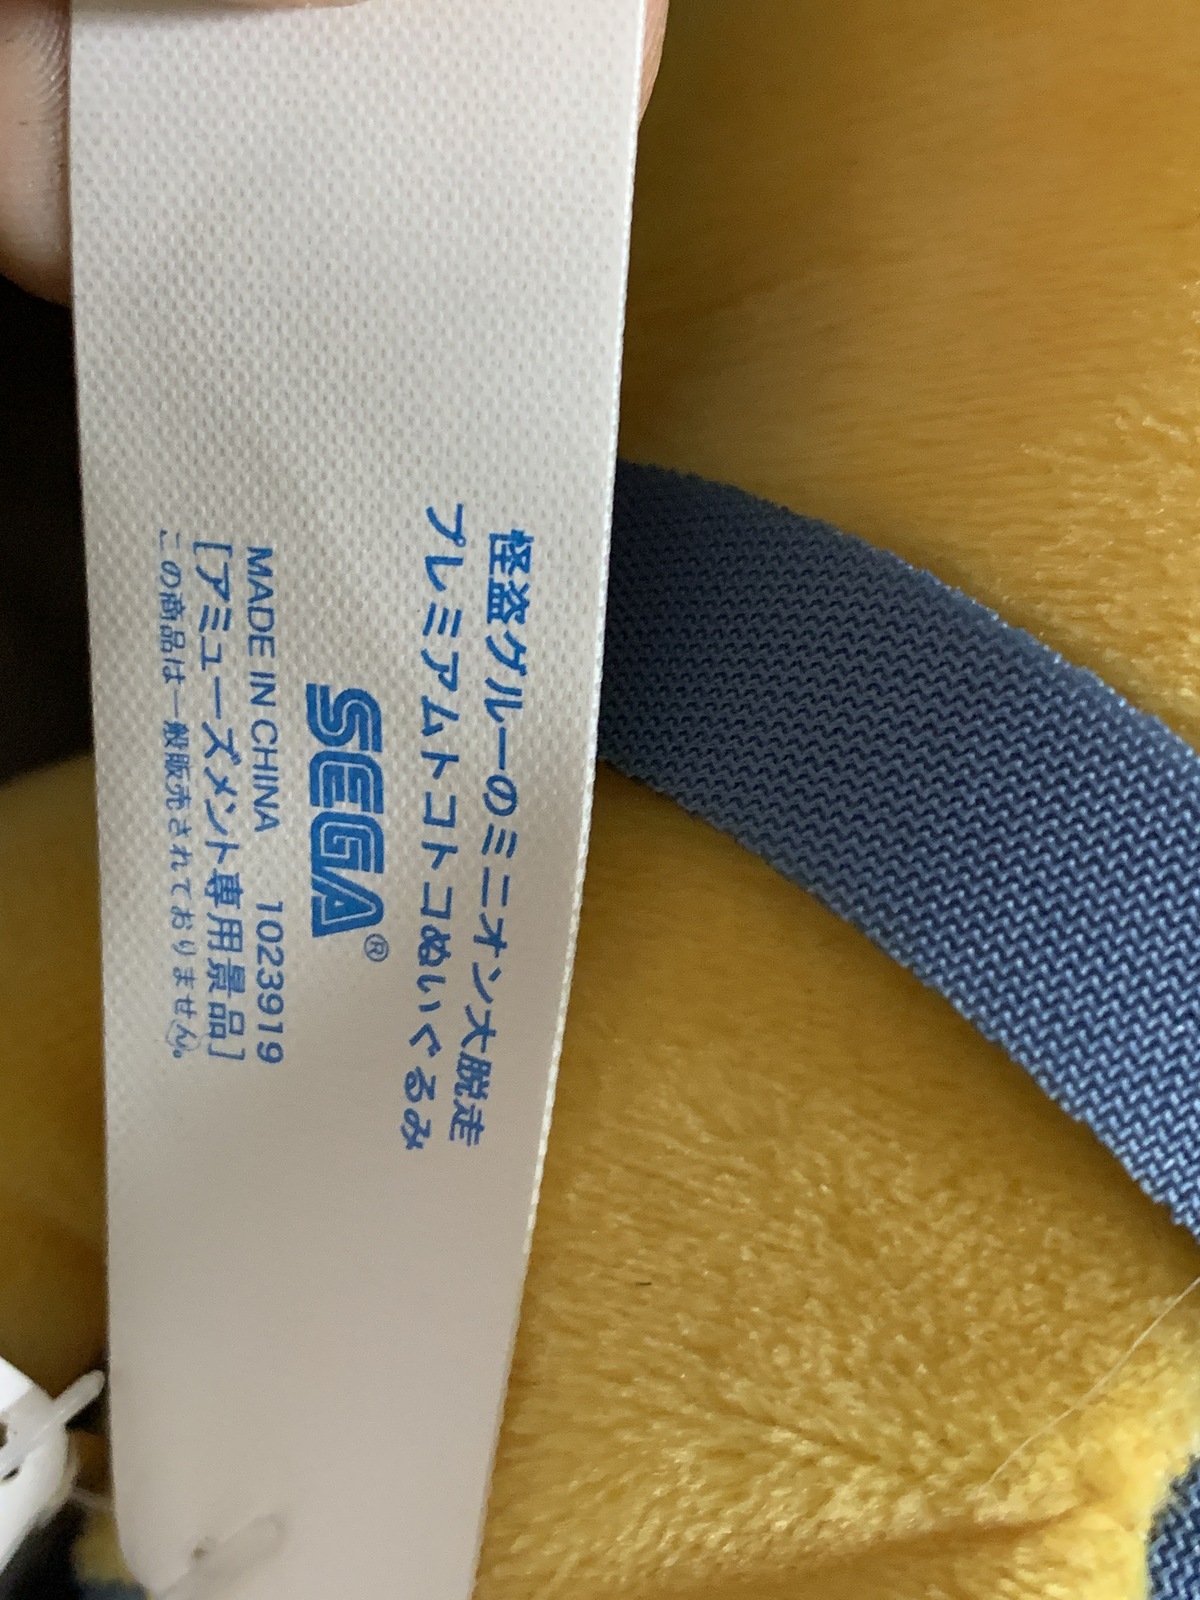 怪盗グルーのミニオン大脱走
プレミアムトコトコぬいぐるみ
SEGA®
MADE IN CHINA 1023919
[アミューズメント専用景品]
この商品は一般販売されておりません。